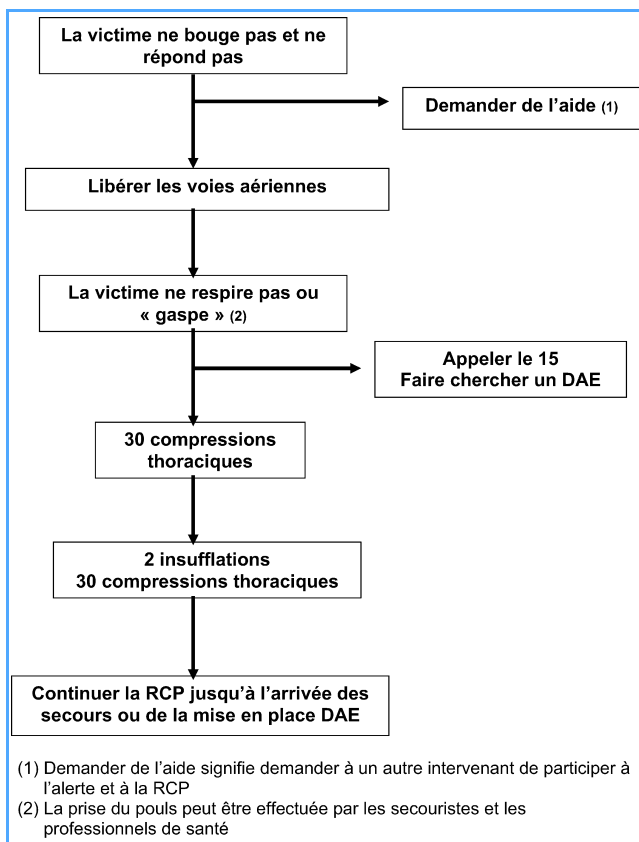 La victime ne bouge pas et ne
répond pas
Demander de l’aide (1)
Libérer les voies aériennes
La victime ne respire pas ou
« gaspe » (2)
Appeler le 15
Faire chercher un DAE
30 compressions
thoraciques
2 insufflations
30 compressions thoraciques
Continuer la RCP jusqu’à l’arrivée des
secours ou de la mise en place DAE
(1) Demander de l’aide signifie demander à un autre intervenant de participer à
l’alerte et à la RCP
(2) La prise du pouls peut être effectuée par les secouristes et les
professionnels de santé